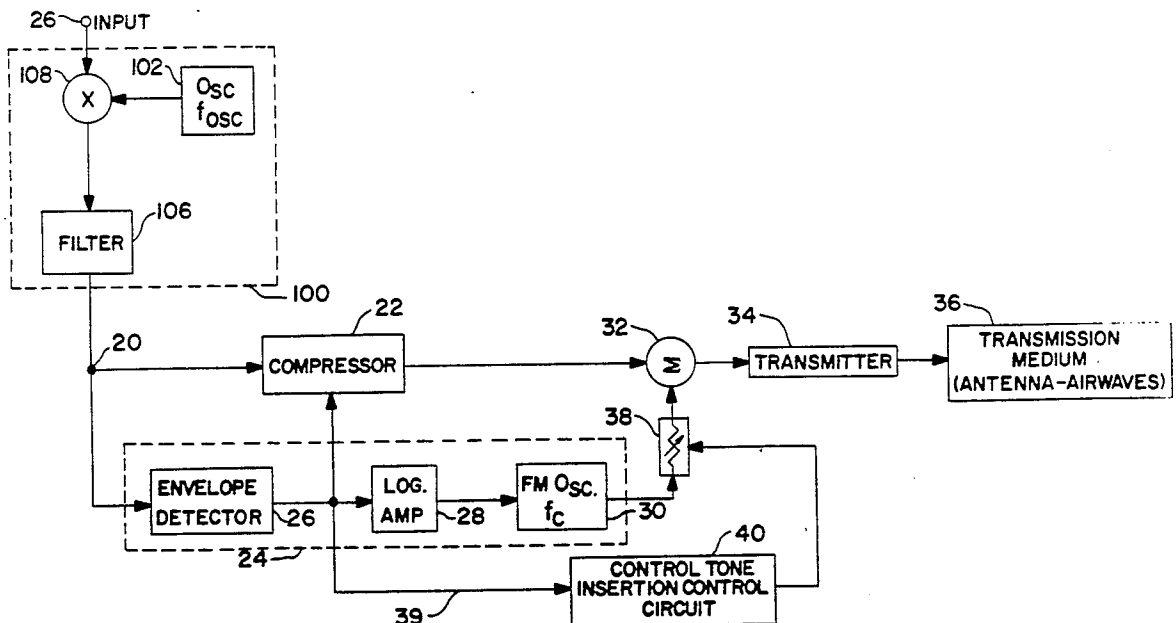 26 INPUT
108
X
102
OSC
fOSC
FILTER
106
100
20
22
COMPRESSOR
32
Σ
34
TRANSMITTER
36
TRANSMISSION
MEDIUM
(ANTENNA-AIRWAVES)
38
ENVELOPE
DETECTOR
26
LOG.
AMP
28
FM OSC.
fC
30
24
39
40
CONTROL TONE
INSERTION CONTROL
CIRCUIT